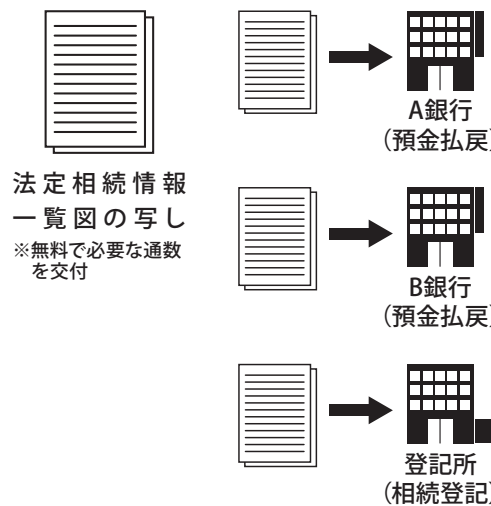 法定相続情報
一覧図の写し
※無料で必要な通数
を交付
A銀行
(預金払戻)
B銀行
(預金払戻)
登記所
(相続登記)